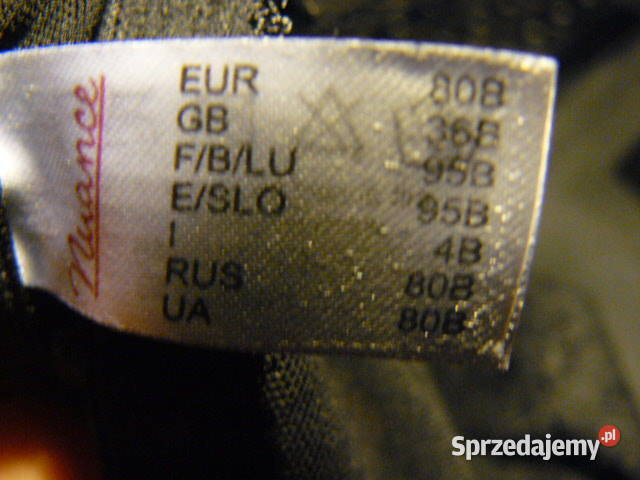 Nuance
EUR 80B
GB 36B
F/B/LU 95B
E/SLO 95B
I 4B
RUS 80B
UA 80B
Sprzedajemy.pl